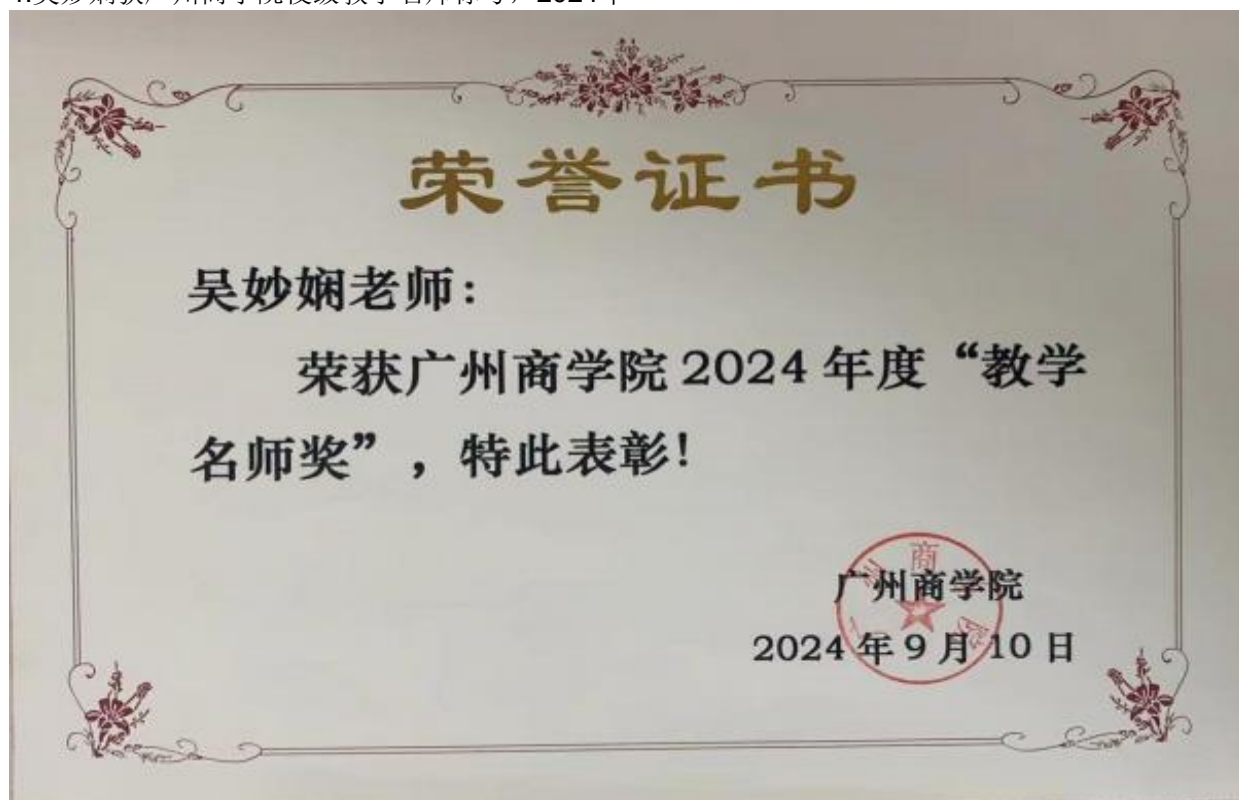 荣誉证书
吴妙娴老师：
荣获广州商学院 2024 年度“教学
名师奖”，特此表彰！
广州商学院
2024 年 9 月 10 日